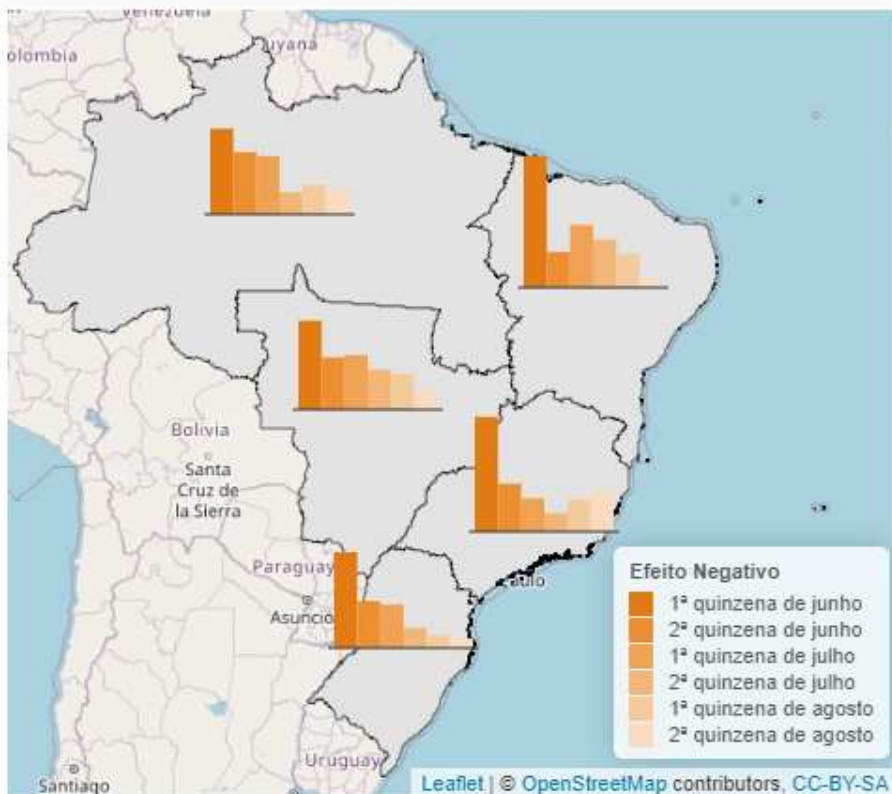 Venezuela
olombia
uyana
Bolivia
Santa
Cruz de
la Sierra
Paraguay
Asunció
Paulo
Uruguay
Santiago
Efeito Negativo
1ª quinzena de junho
2ª quinzena de junho
1ª quinzena de julho
2ª quinzena de julho
1ª quinzena de agosto
2ª quinzena de agosto
Leaflet | © OpenStreetMap contributors, CC-BY-SA